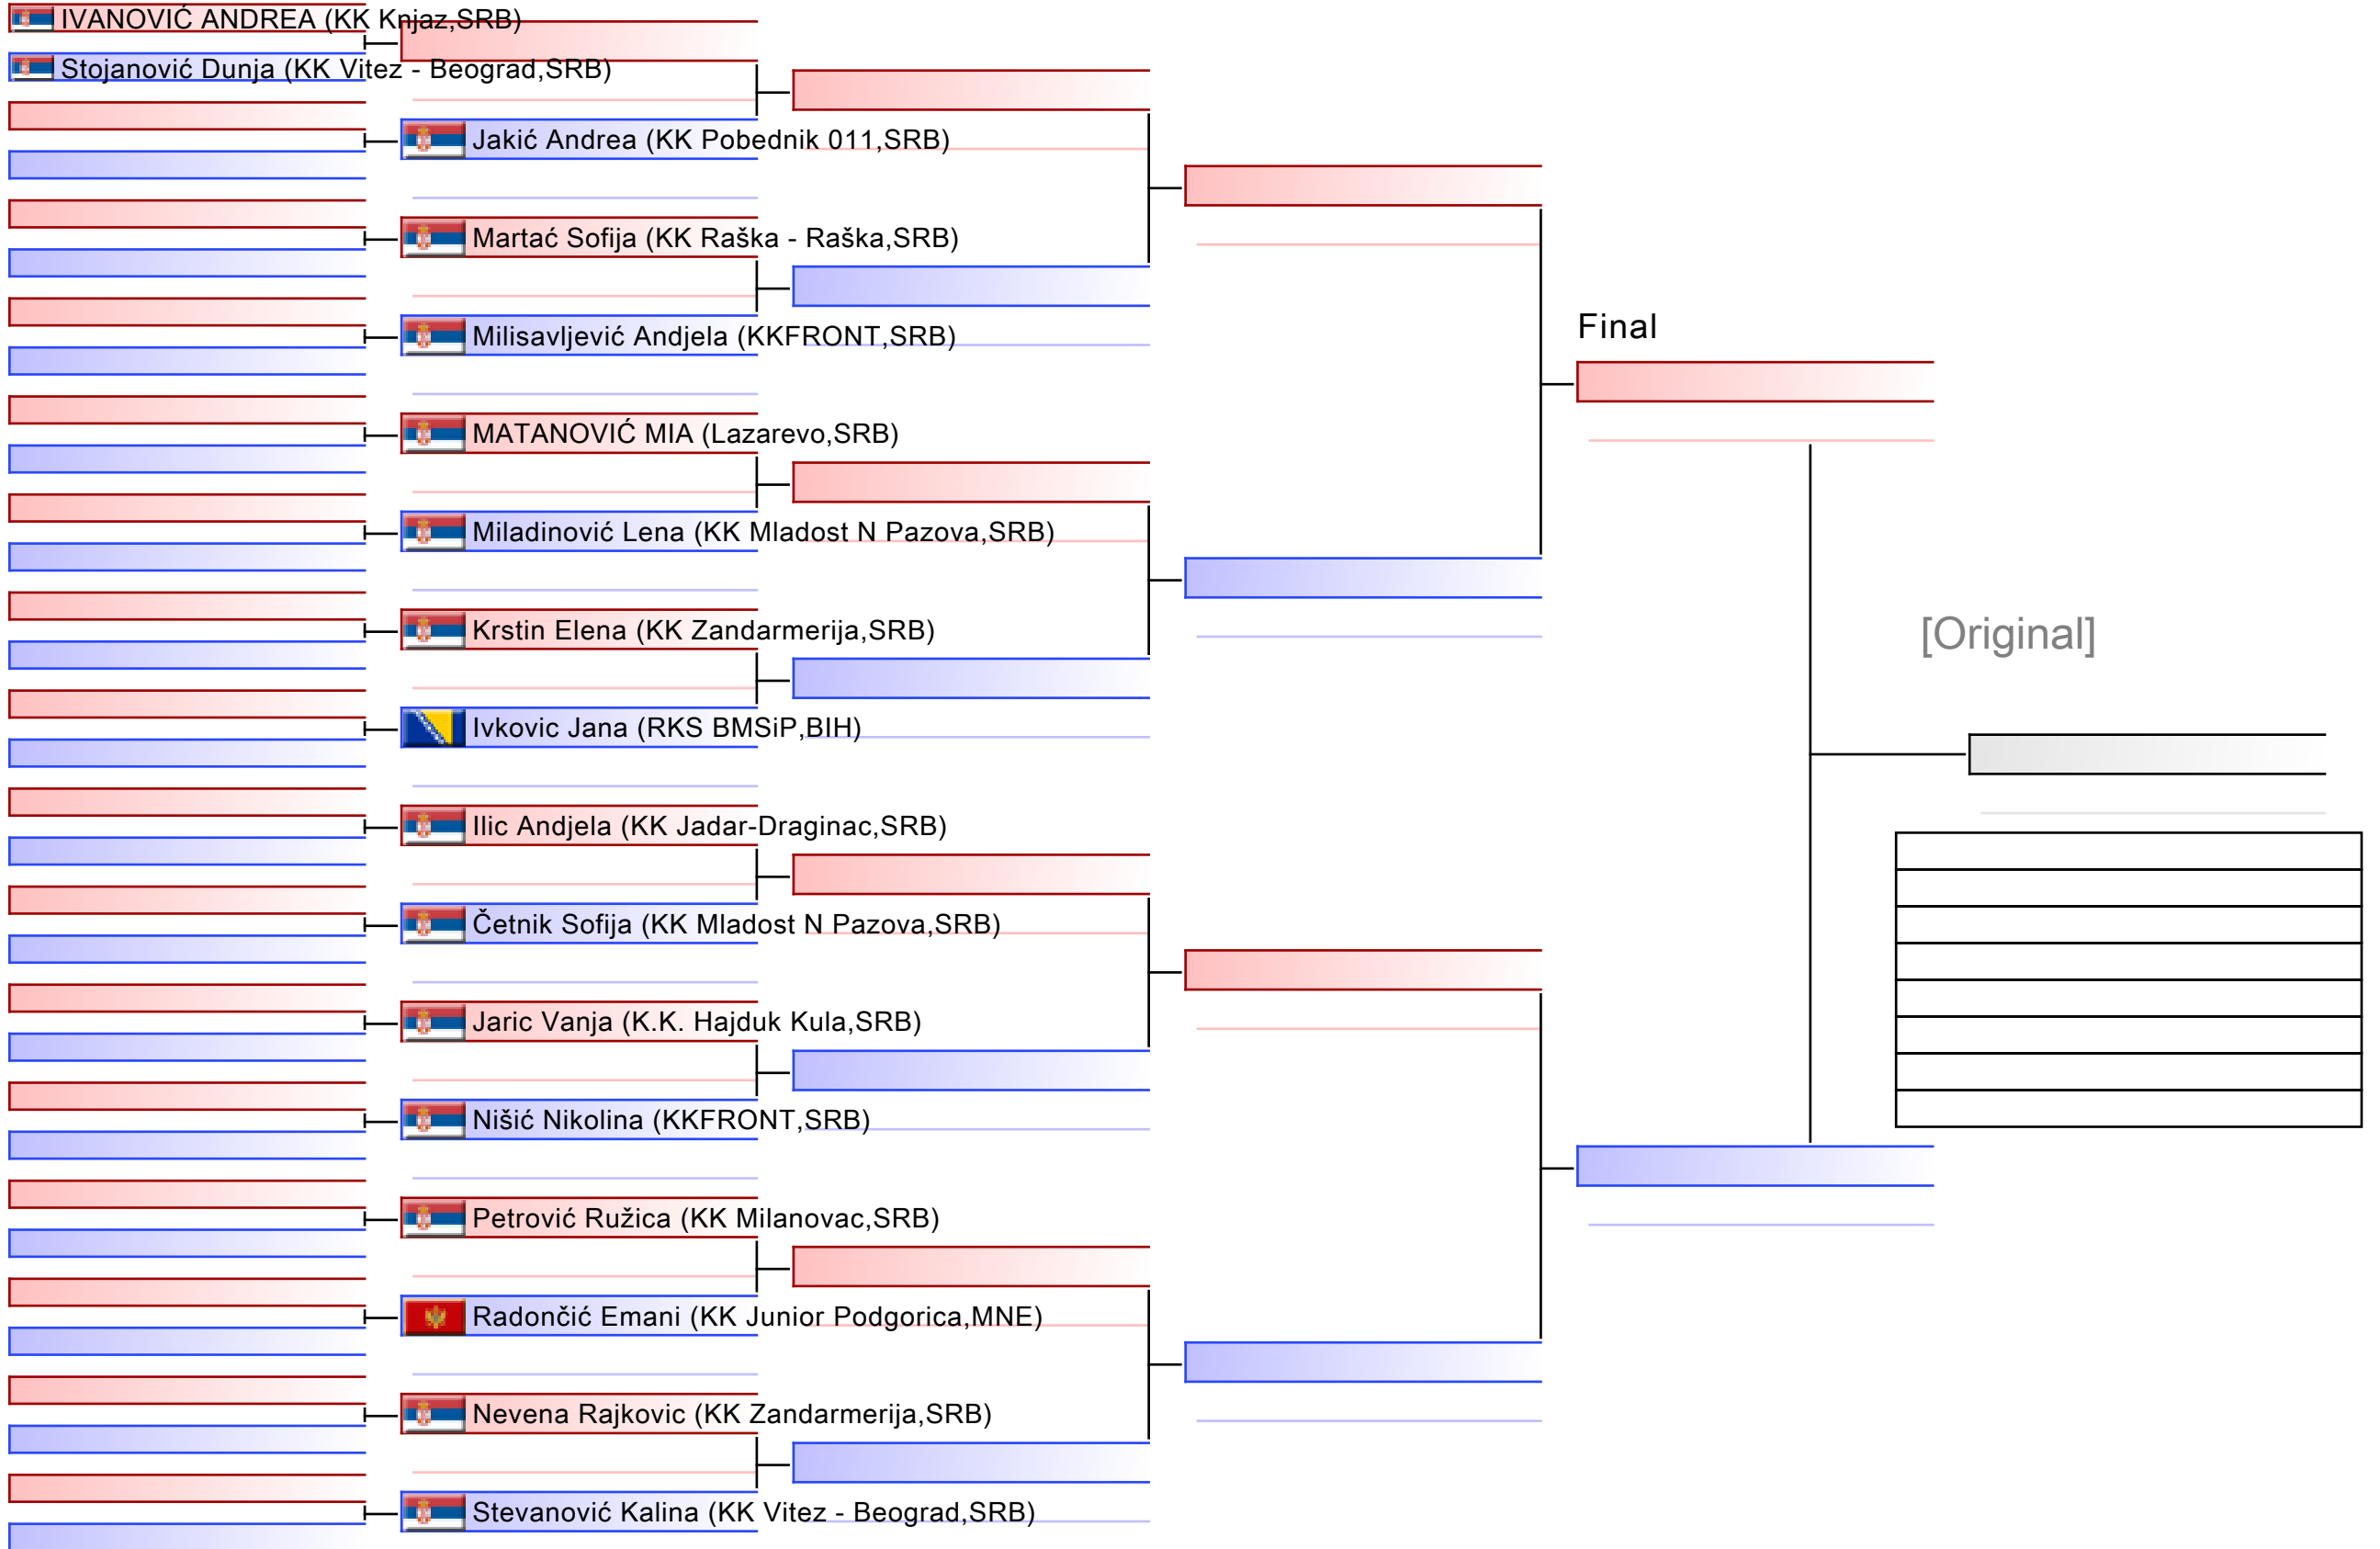 IVANOVIĆ ANDREA (KK Knjaz,SRB)
Stojanović Dunja (KK Vitez - Beograd,SRB)
Jakić Andrea (KK Pobednik 011,SRB)
Martać Sofija (KK Raška - Raška,SRB)
Milisavljević Andjela (KKFRONT,SRB)
MATANOVIĆ MIA (Lazarevo,SRB)
Miladinović Lena (KK Mladost N Pazova,SRB)
Krstin Elena (KK Zandarmerija,SRB)
Ivkovic Jana (RKS BMSiP,BIH)
Ilic Andjela (KK Jadar-Draginac,SRB)
Četnik Sofija (KK Mladost N Pazova,SRB)
Jaric Vanja (K.K. Hajduk Kula,SRB)
Nišić Nikolina (KKFRONT,SRB)
Petrović Ružica (KK Milanovac,SRB)
Radončić Emani (KK Junior Podgorica,MNE)
Nevena Rajkovic (KK Zandarmerija,SRB)
Stevanović Kalina (KK Vitez - Beograd,SRB)
Final
[Original]